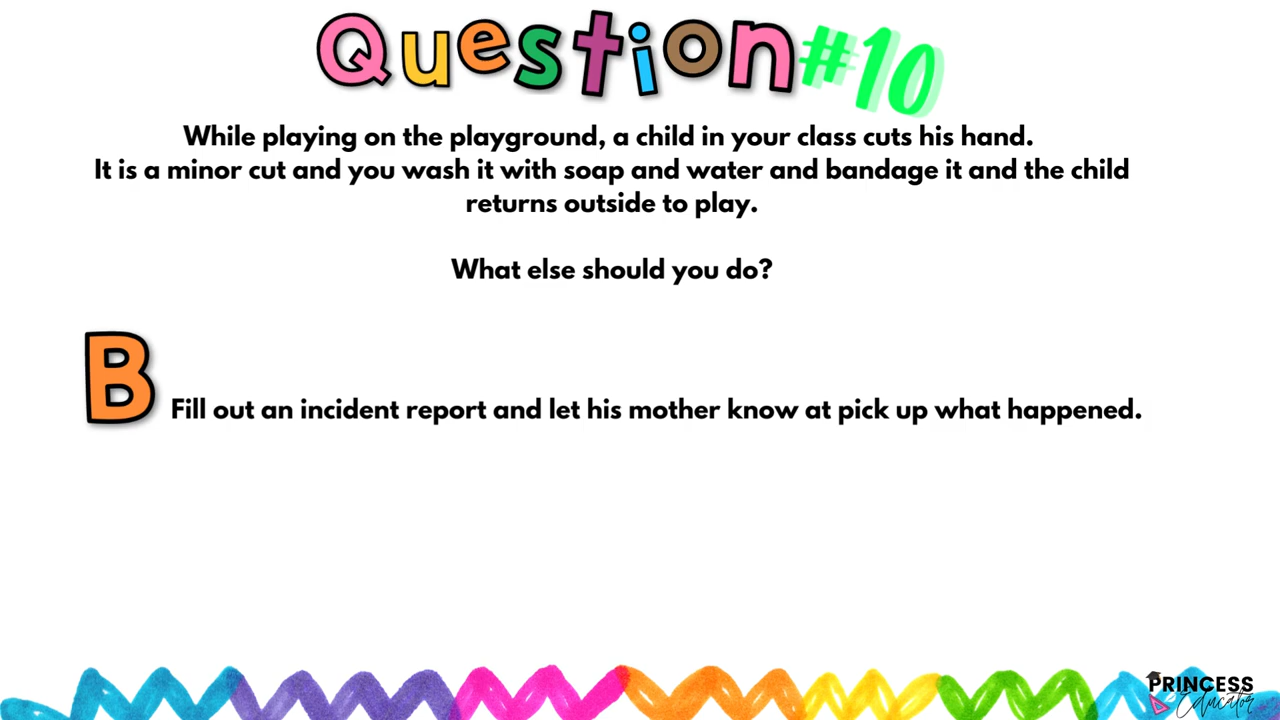 Question #10
While playing on the playground, a child in your class cuts his hand.
It is a minor cut and you wash it with soap and water and bandage it and the child
returns outside to play.
What else should you do?
B Fill out an incident report and let his mother know at pick up what happened.
PRINCESS
Educator